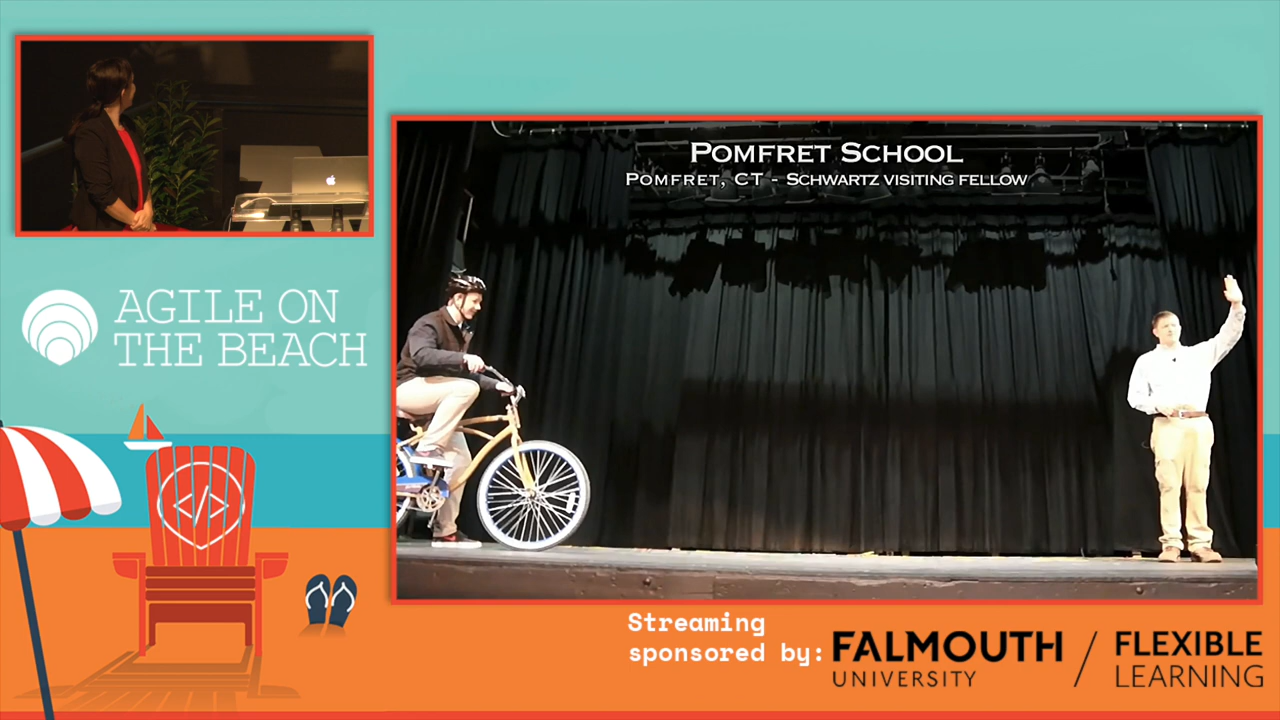 POMFRET SCHOOL
POMFRET, CT - SCHWARTZ VISITING FELLOW
AGILE ON
THE BEACH
</>
Streaming
sponsored by:
FALMOUTH
UNIVERSITY
/
FLEXIBLE
LEARNING